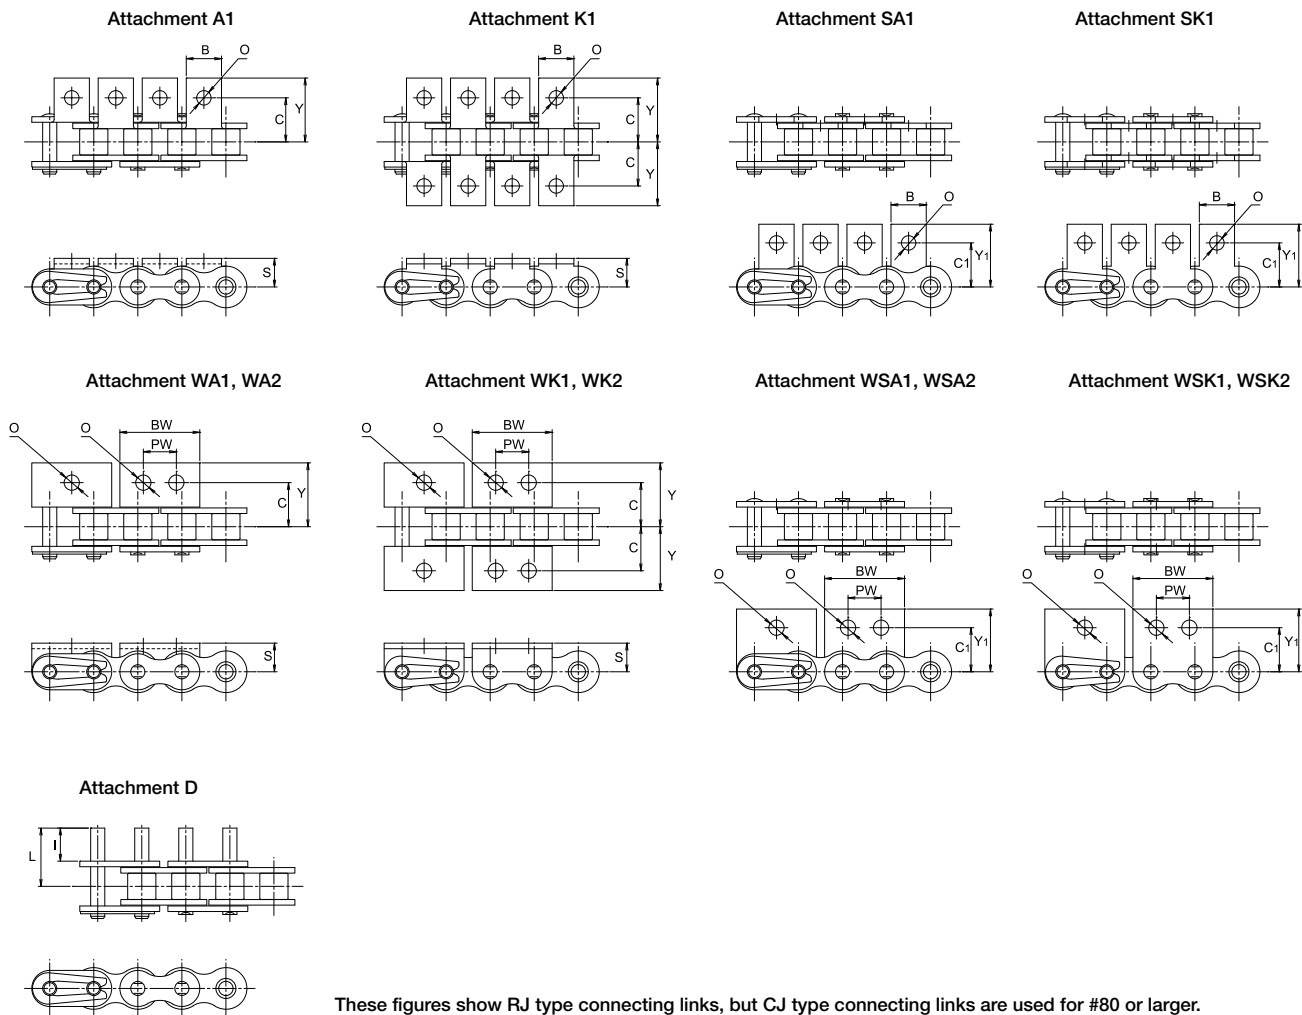 Attachment A1
Attachment K1
Attachment SA1
Attachment SK1
B
O
C
Y
S
B
O
C
Y
C
Y
S
B
O
C1
Y1
B
O
C1
Y1
Attachment WA1, WA2
Attachment WK1, WK2
Attachment WSA1, WSA2
Attachment WSK1, WSK2
O
O
BW
PW
C
Y
S
O
O
BW
PW
C
Y
C
Y
S
O
O
BW
PW
C1
Y1
O
O
BW
PW
C1
Y1
Attachment D
L
I
These figures show RJ type connecting links, but CJ type connecting links are used for #80 or larger.